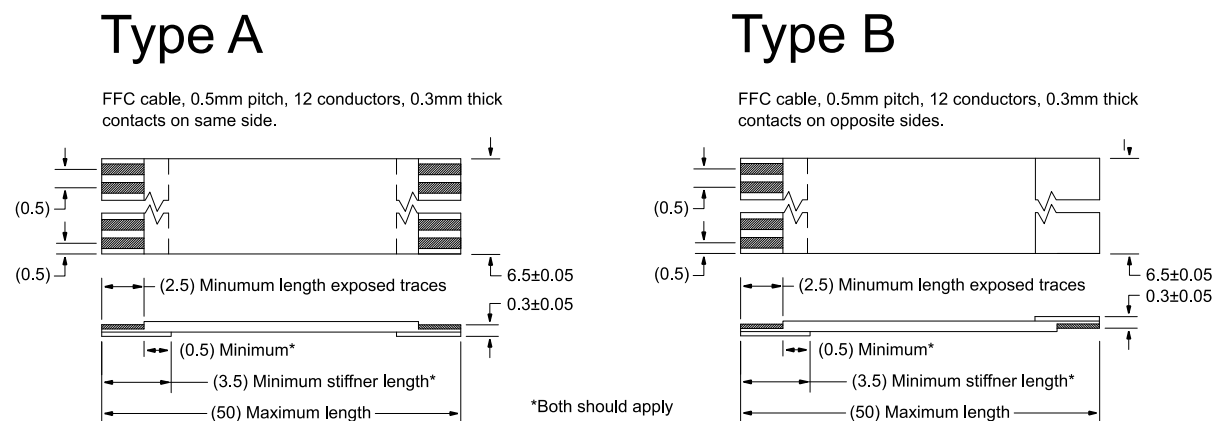 Type A
FFC cable, 0.5mm pitch, 12 conductors, 0.3mm thick
contacts on same side.
(0.5)
(0.5)
6.5±0.05
(2.5) Minumum length exposed traces
0.3±0.05
(0.5) Minimum*
(3.5) Minimum stiffner length*
(50) Maximum length
*Both should apply
Type B
FFC cable, 0.5mm pitch, 12 conductors, 0.3mm thick
contacts on opposite sides.
(0.5)
(0.5)
6.5±0.05
(2.5) Minumum length exposed traces
0.3±0.05
(0.5) Minimum*
(3.5) Minimum stiffner length*
(50) Maximum length